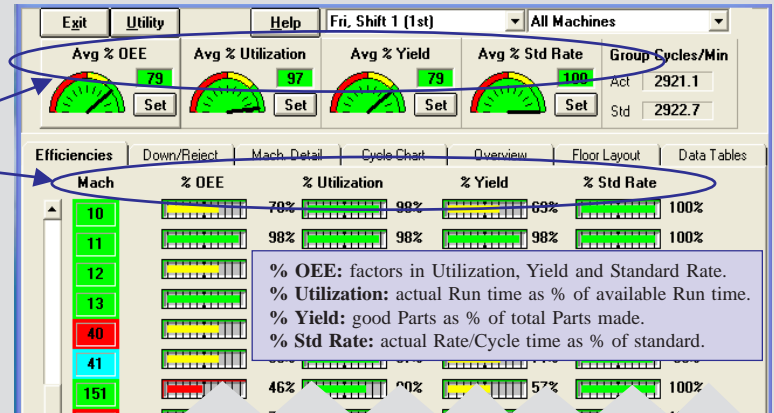 Exit Utility Help Fri, Shift 1 (1st) All Machines
Avg % OEE Avg % Utilization Avg % Yield Avg % Std Rate Group Cycles/Min
79 97 79 100 Act 2921.1
Set Set Set Set Std 2922.7
Efficiencies Down/Reject Mach. Detail Cycle Chart Overview Floor Layout Data Tables
Mach % OEE % Utilization % Yield % Std Rate
10 70% 98% 69% 100%
11 98% 98% 98% 100%
12
% OEE: factors in Utilization, Yield and Standard Rate.
% Utilization: actual Run time as % of available Run time.
13
% Yield: good Parts as % of total Parts made.
40
% Std Rate: actual Rate/Cycle time as % of standard.
41
151 46% 57% 100%